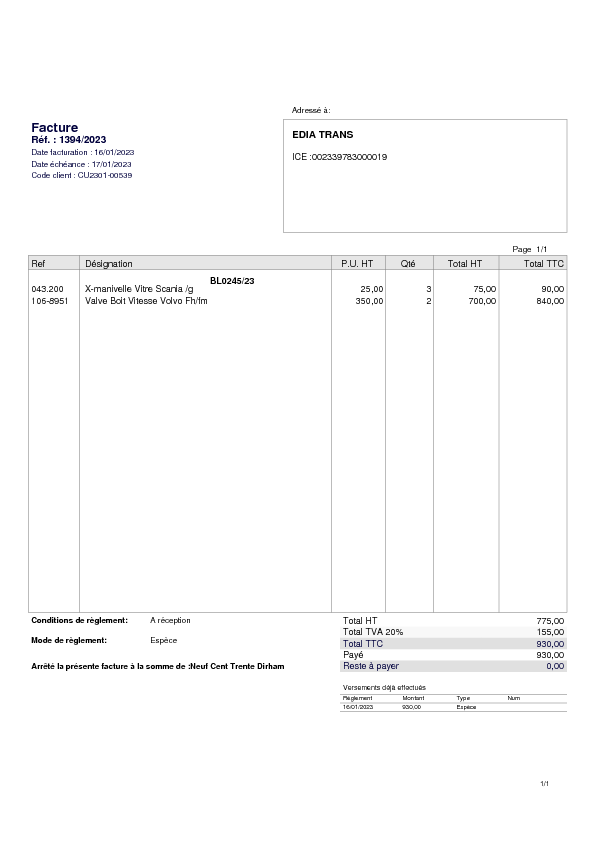 Adressé à:
Facture
Réf. : 1394/2023
Date facturation : 16/01/2023
Date échéance : 17/01/2023
Code client : CU2301-00539
EDIA TRANS
ICE :002339783000019
Page 1/1
Ref Désignation P.U. HT Qté Total HT Total TTC
BL0245/23
043.200 X-manivelle Vitre Scania /g 25,00 3 75,00 90,00
106-8951 Valve Boit Vitesse Volvo Fh/fm 350,00 2 700,00 840,00
Conditions de règlement: A réception
Mode de règlement: Espèce
Arrêté la présente facture à la somme de :Neuf Cent Trente Dirham
Total HT 775,00
Total TVA 20% 155,00
Total TTC 930,00
Payé 930,00
Reste à payer 0,00
Versements déjà effectués
Règlement Montant Type Num
16/01/2023 930,00 Espèce
1/1